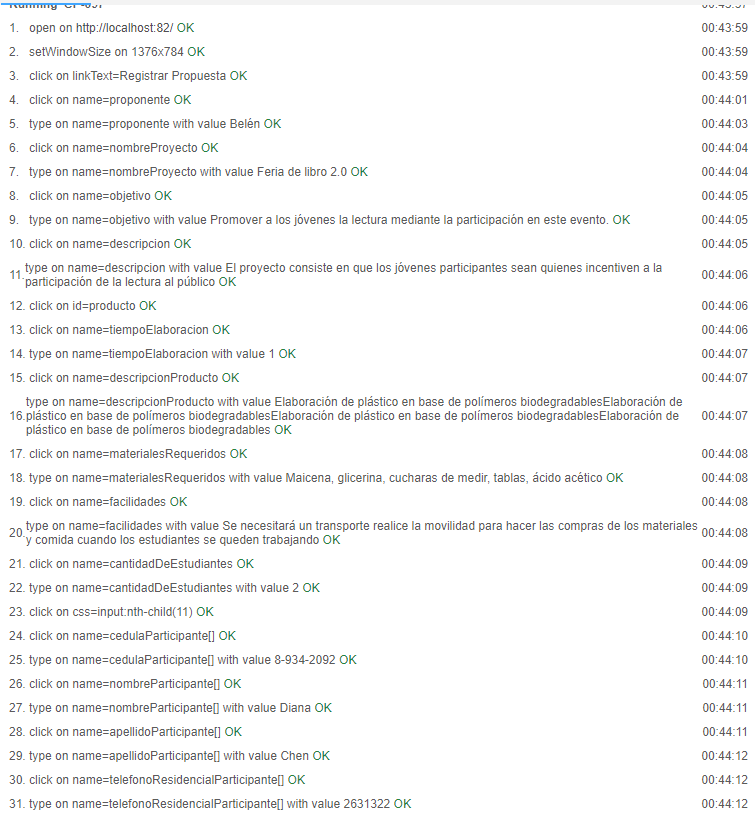 1. open on http://localhost:82/ OK 00:43:59
2. setWindowSize on 1376x784 OK 00:43:59
3. click on linkText=Registrar Propuesta OK 00:43:59
4. click on name=proponente OK 00:44:01
5. type on name=proponente with value Belén OK 00:44:03
6. click on name=nombreProyecto OK 00:44:04
7. type on name=nombreProyecto with value Feria de libro 2.0 OK 00:44:04
8. click on name=objetivo OK 00:44:05
9. type on name=objetivo with value Promover a los jóvenes la lectura mediante la participación en este evento. OK 00:44:05
10. click on name=descripcion OK 00:44:05
11. type on name=descripcion with value El proyecto consiste en que los jóvenes participantes sean quienes incentiven a la
participación de la lectura al público OK 00:44:06
12. click on id=producto OK 00:44:06
13. click on name=tiempoElaboracion OK 00:44:06
14. type on name=tiempoElaboracion with value 1 OK 00:44:07
15. click on name=descripcionProducto OK 00:44:07
16. type on name=descripcionProducto with value Elaboración de plástico en base de polímeros biodegradablesElaboración de
plástico en base de polímeros biodegradablesElaboración de plástico en base de polímeros biodegradablesElaboración de
plástico en base de polímeros biodegradables OK 00:44:07
17. click on name=materialesRequeridos OK 00:44:08
18. type on name=materialesRequeridos with value Maicena, glicerina, cucharas de medir, tablas, ácido acético OK 00:44:08
19. click on name=facilidades OK 00:44:08
20. type on name=facilidades with value Se necesitará un transporte realice la movilidad para hacer las compras de los materiales
y comida cuando los estudiantes se queden trabajando OK 00:44:08
21. click on name=cantidadDeEstudiantes OK 00:44:09
22. type on name=cantidadDeEstudiantes with value 2 OK 00:44:09
23. click on css=input:nth-child(11) OK 00:44:09
24. click on name=cedulaParticipante[] OK 00:44:10
25. type on name=cedulaParticipante[] with value 8-934-2092 OK 00:44:10
26. click on name=nombreParticipante[] OK 00:44:11
27. type on name=nombreParticipante[] with value Diana OK 00:44:11
28. click on name=apellidoParticipante[] OK 00:44:11
29. type on name=apellidoParticipante[] with value Chen OK 00:44:12
30. click on name=telefonoResidencialParticipante[] OK 00:44:12
31. type on name=telefonoResidencialParticipante[] with value 2631322 OK 00:44:12